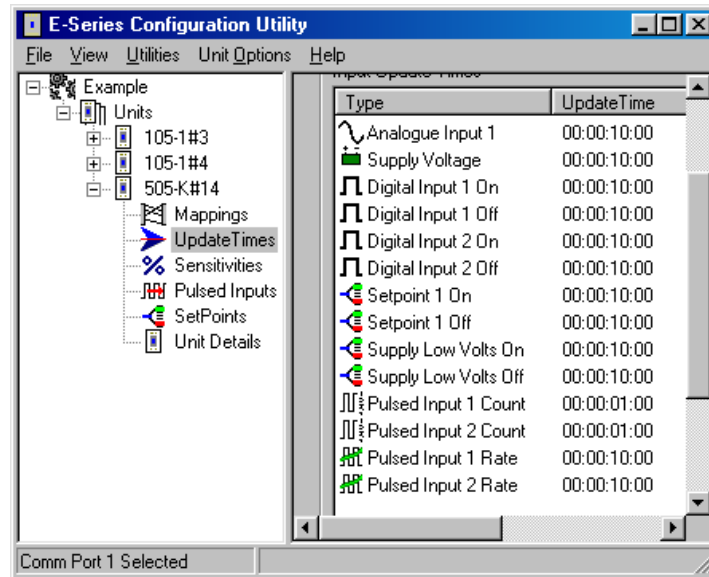 E-Series Configuration Utility
File View Utilities Unit Options Help
Example
Units
105-1#3
105-1#4
505-K#14
Mappings
UpdateTimes
Sensitivities
Pulsed Inputs
SetPoints
Unit Details
Input Update Times
Type UpdateTime
Analogue Input 1 00:00:10:00
Supply Voltage 00:00:10:00
Digital Input 1 On 00:00:10:00
Digital Input 1 Off 00:00:10:00
Digital Input 2 On 00:00:10:00
Digital Input 2 Off 00:00:10:00
Setpoint 1 On 00:00:10:00
Setpoint 1 Off 00:00:10:00
Supply Low Volts On 00:00:10:00
Supply Low Volts Off 00:00:10:00
Pulsed Input 1 Count 00:00:01:00
Pulsed Input 2 Count 00:00:01:00
Pulsed Input 1 Rate 00:00:10:00
Pulsed Input 2 Rate 00:00:10:00
Comm Port 1 Selected